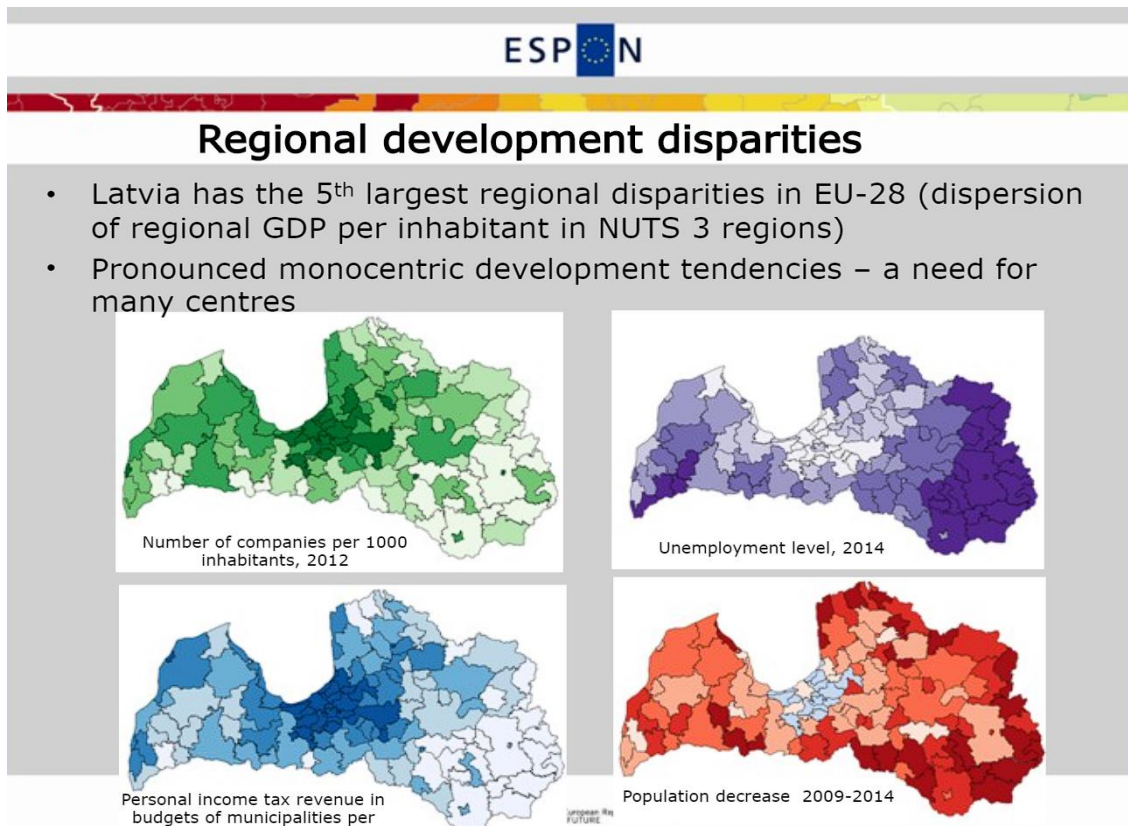 ESPON
Regional development disparities
• Latvia has the 5th largest regional disparities in EU-28 (dispersion
of regional GDP per inhabitant in NUTS 3 regions)
• Pronounced monocentric development tendencies – a need for
many centres
Number of companies per 1000
inhabitants, 2012
Unemployment level, 2014
Personal income tax revenue in
budgets of municipalities per
Population decrease 2009-2014
FUTURE